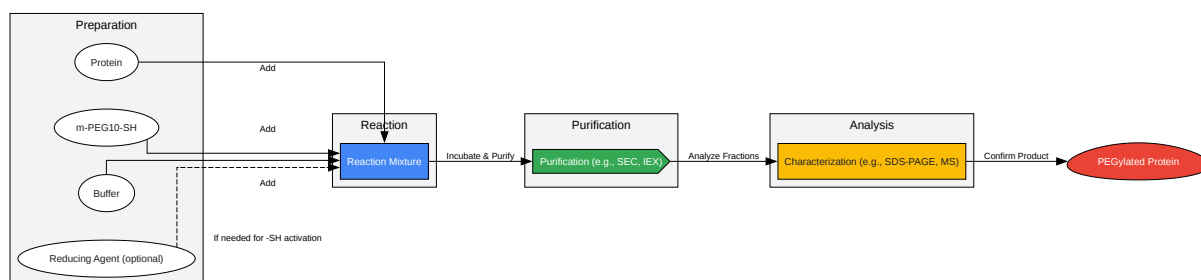 Preparation
Protein
Add
m-PEG10-SH
Add
Buffer
Add
Reducing Agent (optional)
If needed for -SH activation
Reaction
Reaction Mixture
Incubate & Purify
Purification
Purification (e.g., SEC, IEX)
Analyze Fractions
Analysis
Characterization (e.g., SDS-PAGE, MS)
Confirm Product
PEGylated Protein